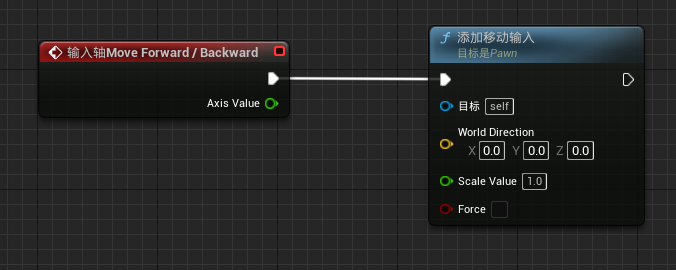 输入轴Move Forward / Backward
Axis Value
添加移动输入
目标是Pawn
目标 self
World Direction
X 0.0 Y 0.0 Z 0.0
Scale Value 1.0
Force